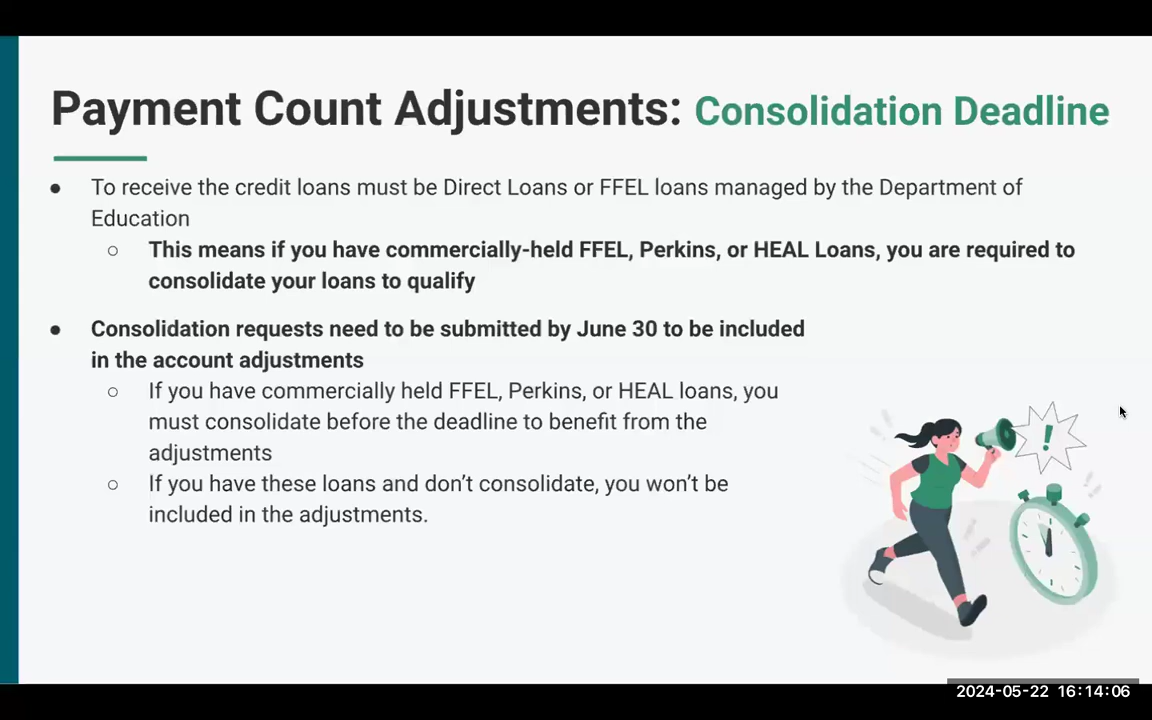 Payment Count Adjustments: Consolidation Deadline
● To receive the credit loans must be Direct Loans or FFEL loans managed by the Department of
Education
○ This means if you have commercially-held FFEL, Perkins, or HEAL Loans, you are required to
consolidate your loans to qualify
● Consolidation requests need to be submitted by June 30 to be included
in the account adjustments
○ If you have commercially held FFEL, Perkins, or HEAL loans, you
must consolidate before the deadline to benefit from the
adjustments
○ If you have these loans and don’t consolidate, you won’t be
included in the adjustments.
!
2024-05-22 16:14:06